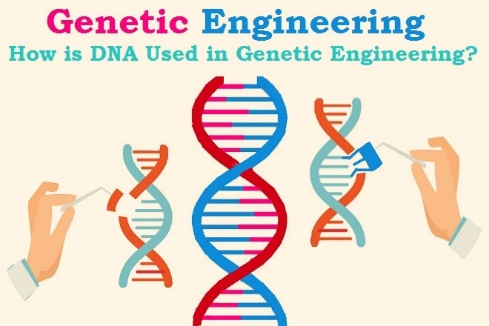 Genetic Engineering
How is DNA Used in Genetic Engineering?